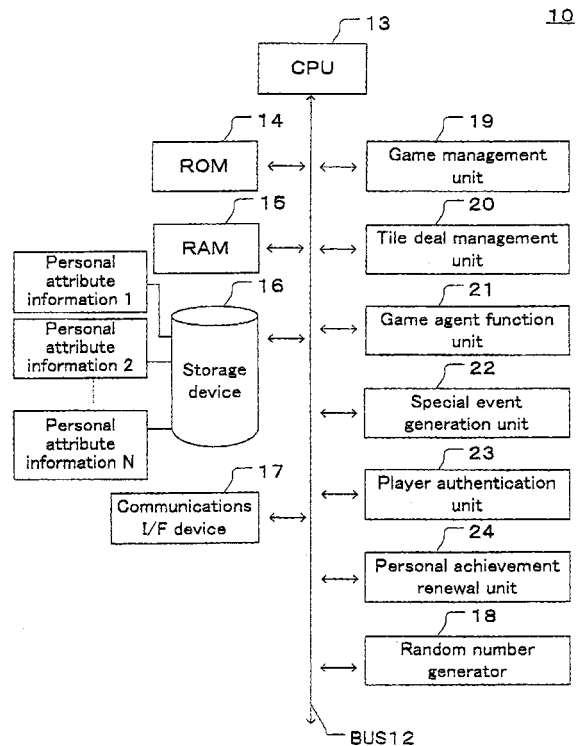 10
13
CPU
14
ROM
15
RAM
Personal attribute
information 1
Personal attribute
information 2
Personal attribute
information N
16
Storage
device
17
Communications
I/F device
19
Game management
unit
20
Tile deal management
unit
21
Game agent function
unit
22
Special event
generation unit
23
Player authentication
unit
24
Personal achievement
renewal unit
18
Random number
generator
BUS12